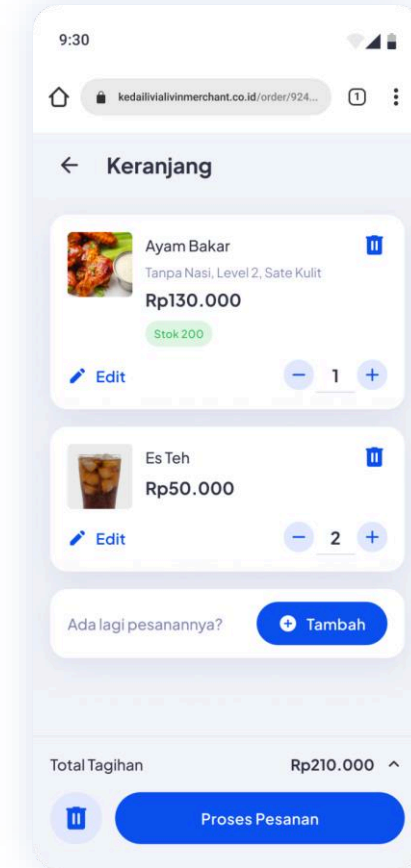 9:30
kedailivialivinmerchant.co.id/order/924...
1
Keranjang
Ayam Bakar
Tanpa Nasi, Level 2, Sate Kulit
Rp130.000
Stok 200
Edit
1
Es Teh
Rp50.000
Edit
2
Ada lagi pesanannya?
Tambah
Total Tagihan
Rp210.000
Proses Pesanan